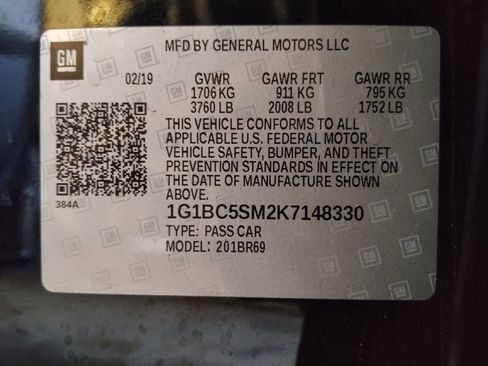 GM
MFD BY GENERAL MOTORS LLC
02/19 GVWR GAWR FRT GAWR RR
1706 KG 911 KG 795 KG
3760 LB 2008 LB 1752 LB
THIS VEHICLE CONFORMS TO ALL
APPLICABLE U.S. FEDERAL MOTOR
VEHICLE SAFETY, BUMPER, AND THEFT
PREVENTION STANDARDS IN EFFECT ON
THE DATE OF MANUFACTURE SHOWN
ABOVE.
384A
1G1BC5SM2K7148330
TYPE: PASS CAR
MODEL: 201BR69